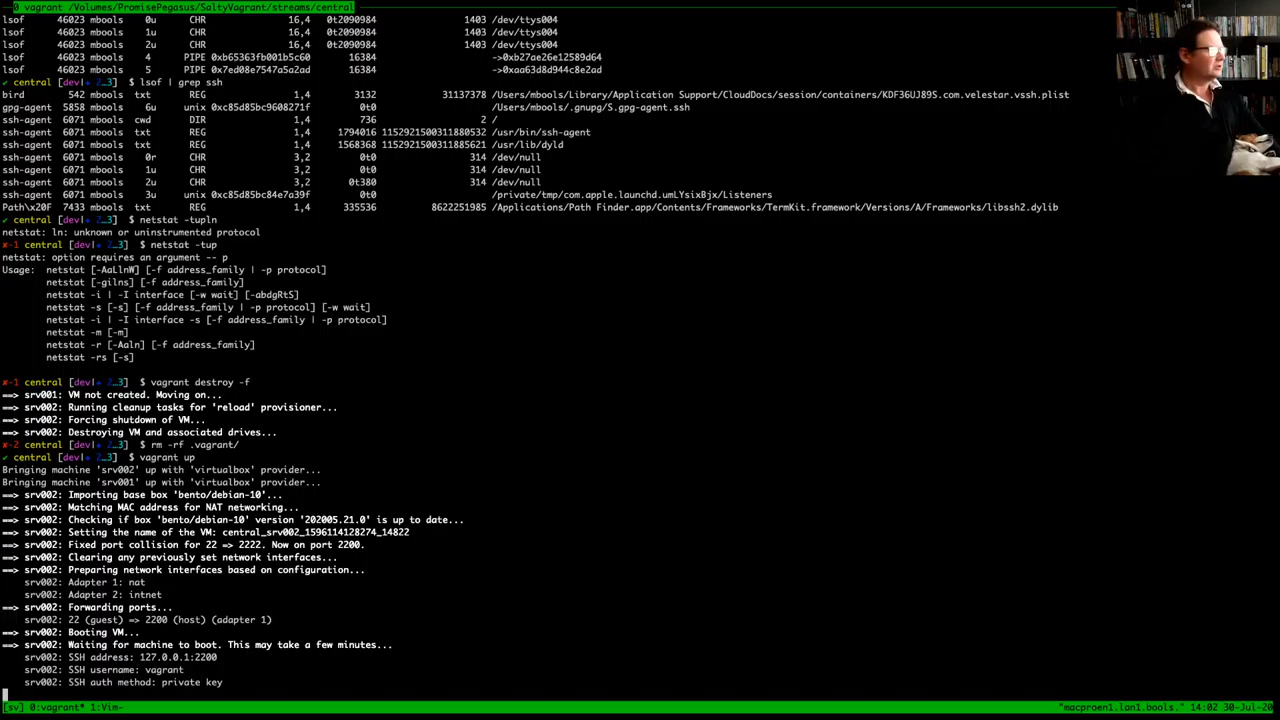 0 vagrant /Volumes/PromisePegasus/SaltyVagrant/streams/central
lsof 46023 mbools 0u CHR 16,4 0t2090984 1403 /dev/ttys004
lsof 46023 mbools 1u CHR 16,4 0t2090984 1403 /dev/ttys004
lsof 46023 mbools 2u CHR 16,4 0t2090984 1403 /dev/ttys004
lsof 46023 mbools 4 PIPE 0xb65363fb001b5c60 16384 ->0xb27ae26e12589d64
lsof 46023 mbools 5 PIPE 0x7ed08e7547a5a2ad 16384 ->0xaa63d8d944c8e2ad
✔ central [dev|✚ 2…3] $ lsof | grep ssh
bird 542 mbools txt REG 1,4 3132 31137378 /Users/mbools/Library/Application Support/CloudDocs/session/containers/KDF36UJ89S.com.velestar.vssh.plist
gpg-agent 5858 mbools 6u unix 0xc85d85bc9608271f 0t0 /Users/mbools/.gnupg/S.gpg-agent.ssh
ssh-agent 6071 mbools cwd DIR 1,4 736 2 /
ssh-agent 6071 mbools txt REG 1,4 1794016 1152921500311880532 /usr/bin/ssh-agent
ssh-agent 6071 mbools txt REG 1,4 1568368 1152921500311885621 /usr/lib/dyld
ssh-agent 6071 mbools 0r CHR 3,2 0t0 314 /dev/null
ssh-agent 6071 mbools 1u CHR 3,2 0t0 314 /dev/null
ssh-agent 6071 mbools 2u CHR 3,2 0t380 314 /dev/null
ssh-agent 6071 mbools 3u unix 0xc85d85bc84e7a39f 0t0 /private/tmp/com.apple.launchd.umLYsixBjx/Listeners
Path\x20F 7433 mbools txt REG 1,4 335536 8622251985 /Applications/Path Finder.app/Contents/Frameworks/TermKit.framework/Versions/A/Frameworks/libssh2.dylib
✔ central [dev|✚ 2…3] $ netstat -tupln
netstat: ln: unknown or uninstrumented protocol
✘-1 central [dev|✚ 2…3] $ netstat -tup
netstat: option requires an argument -- p
Usage: netstat [-AaLlnW] [-f address_family | -p protocol]
netstat [-gilns] [-f address_family]
netstat -i | -I interface [-w wait] [-abdgRtS]
netstat -s [-s] [-f address_family | -p protocol] [-w wait]
netstat -i | -I interface -s [-f address_family | -p protocol]
netstat -m [-m]
netstat -r [-Aaln] [-f address_family]
netstat -rs [-s]
✘-1 central [dev|✚ 2…3] $ vagrant destroy -f
==> srv001: VM not created. Moving on...
==> srv002: Running cleanup tasks for 'reload' provisioner...
==> srv002: Forcing shutdown of VM...
==> srv002: Destroying VM and associated drives...
✘-2 central [dev|✚ 2…3] $ rm -rf .vagrant/
✔ central [dev|✚ 2…3] $ vagrant up
Bringing machine 'srv002' up with 'virtualbox' provider...
Bringing machine 'srv001' up with 'virtualbox' provider...
==> srv002: Importing base box 'bento/debian-10'...
==> srv002: Matching MAC address for NAT networking...
==> srv002: Checking if box 'bento/debian-10' version '202005.21.0' is up to date...
==> srv002: Setting the name of the VM: central_srv002_1596114128274_14822
==> srv002: Fixed port collision for 22 => 2222. Now on port 2200.
==> srv002: Clearing any previously set network interfaces...
==> srv002: Preparing network interfaces based on configuration...
srv002: Adapter 1: nat
srv002: Adapter 2: intnet
==> srv002: Forwarding ports...
srv002: 22 (guest) => 2200 (host) (adapter 1)
==> srv002: Booting VM...
==> srv002: Waiting for machine to boot. This may take a few minutes...
srv002: SSH address: 127.0.0.1:2200
srv002: SSH username: vagrant
srv002: SSH auth method: private key
[sv] 0:vagrant* 1:Vim- "macproen1.lan1.bools." 14:02 30-Jul-20